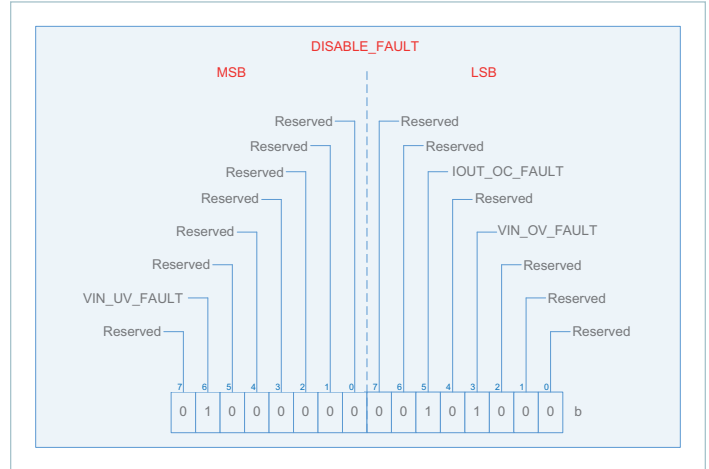 DISABLE_FAULT
MSB LSB
Reserved Reserved
Reserved Reserved
Reserved IOUT_OC_FAULT
Reserved Reserved
Reserved VIN_OV_FAULT
Reserved Reserved
VIN_UV_FAULT Reserved
Reserved Reserved
7 6 5 4 3 2 1 0 7 6 5 4 3 2 1 0
0 1 0 0 0 0 0 0 0 0 1 0 1 0 0 0 b